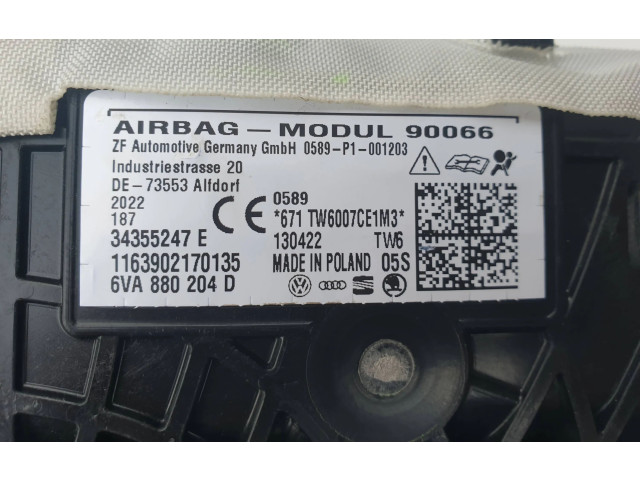 AIRBAG – MODUL 90066
ZF Automotive Germany GmbH 0589-P1-001203
Industriestrasse 20
DE-73553 Alfdorf
2022
187
CE 0589
*671 TW6007CE1M3*
34355247 E
130422 TW6
1163902170135
MADE IN POLAND 05S
6VA 880 204 D